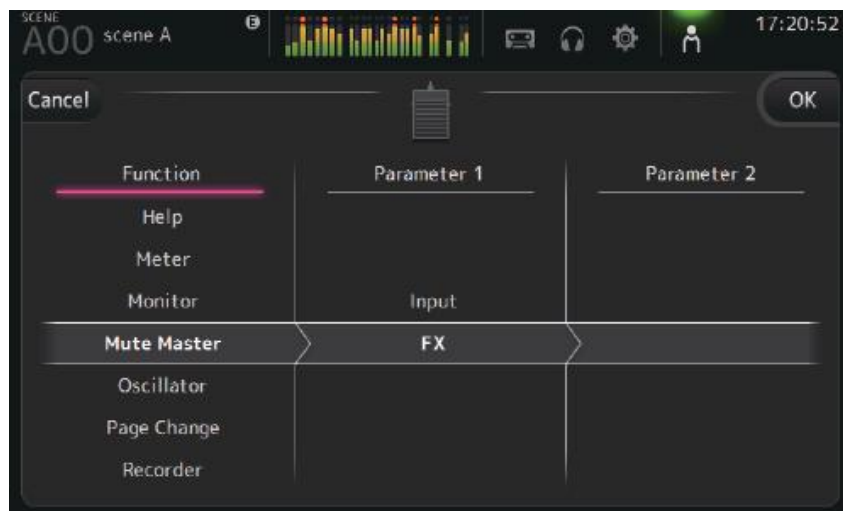 SCENE
A00 scene A E 17:20:52
Cancel OK
Function Parameter 1 Parameter 2
Help
Meter
Monitor Input
Mute Master FX
Oscillator
Page Change
Recorder